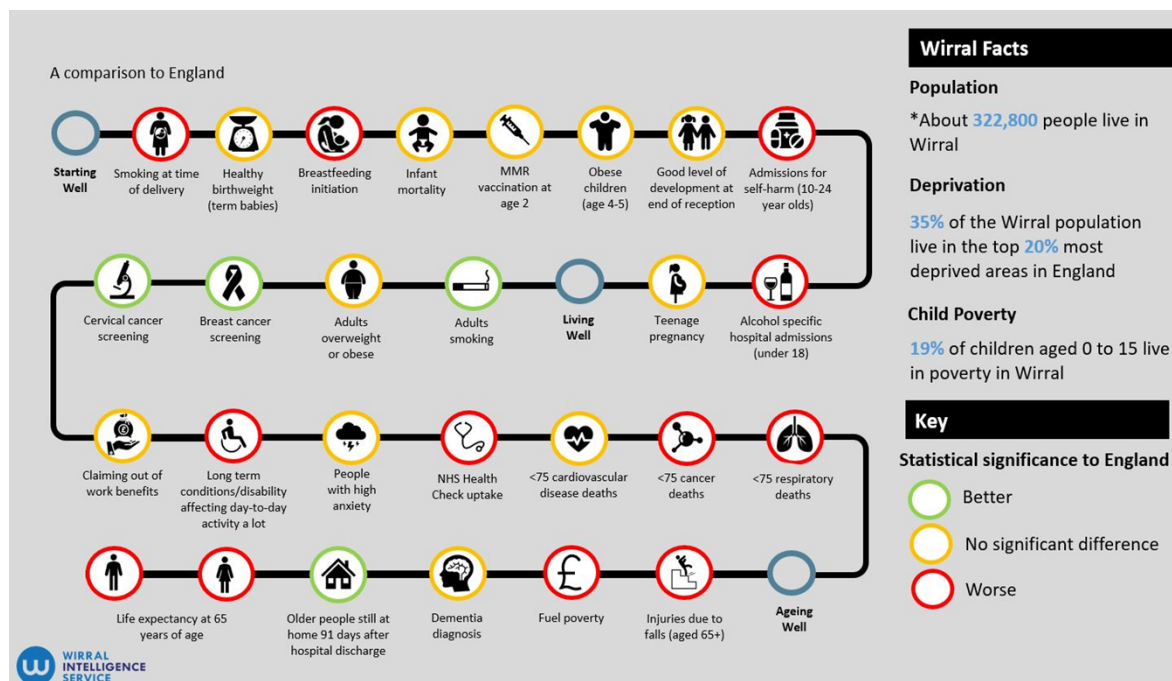 A comparison to England
Starting
Well
Smoking at time
of delivery
Healthy
birthweight
(term babies)
Breastfeeding
initiation
Infant
mortality
MMR
vaccination at
age 2
Obese
children
(age 4-5)
Good level of
development at
end of reception
Admissions for
self-harm (10-24
year olds)
Cervical cancer
screening
Breast cancer
screening
Adults
overweight
or obese
Adults
smoking
Living
Well
Teenage
pregnancy
Alcohol specific
hospital admissions
(under 18)
Claiming out of
work benefits
Long term
conditions/disability
affecting day-to-day
activity a lot
People
with high
anxiety
NHS Health
Check uptake
<75 cardiovascular
disease deaths
<75 cancer
deaths
<75 respiratory
deaths
Life expectancy at 65
years of age
Older people still at
home 91 days after
hospital discharge
Dementia
diagnosis
£
Fuel poverty
Injuries due to
falls (aged 65+)
Ageing
Well
W
WIRRAL
INTELLIGENCE
SERVICE
Wirral Facts
Population
*About 322,800 people live in
Wirral
Deprivation
35% of the Wirral population
live in the top 20% most
deprived areas in England
Child Poverty
19% of children aged 0 to 15 live
in poverty in Wirral
Key
Statistical significance to England
Better
No significant difference
Worse